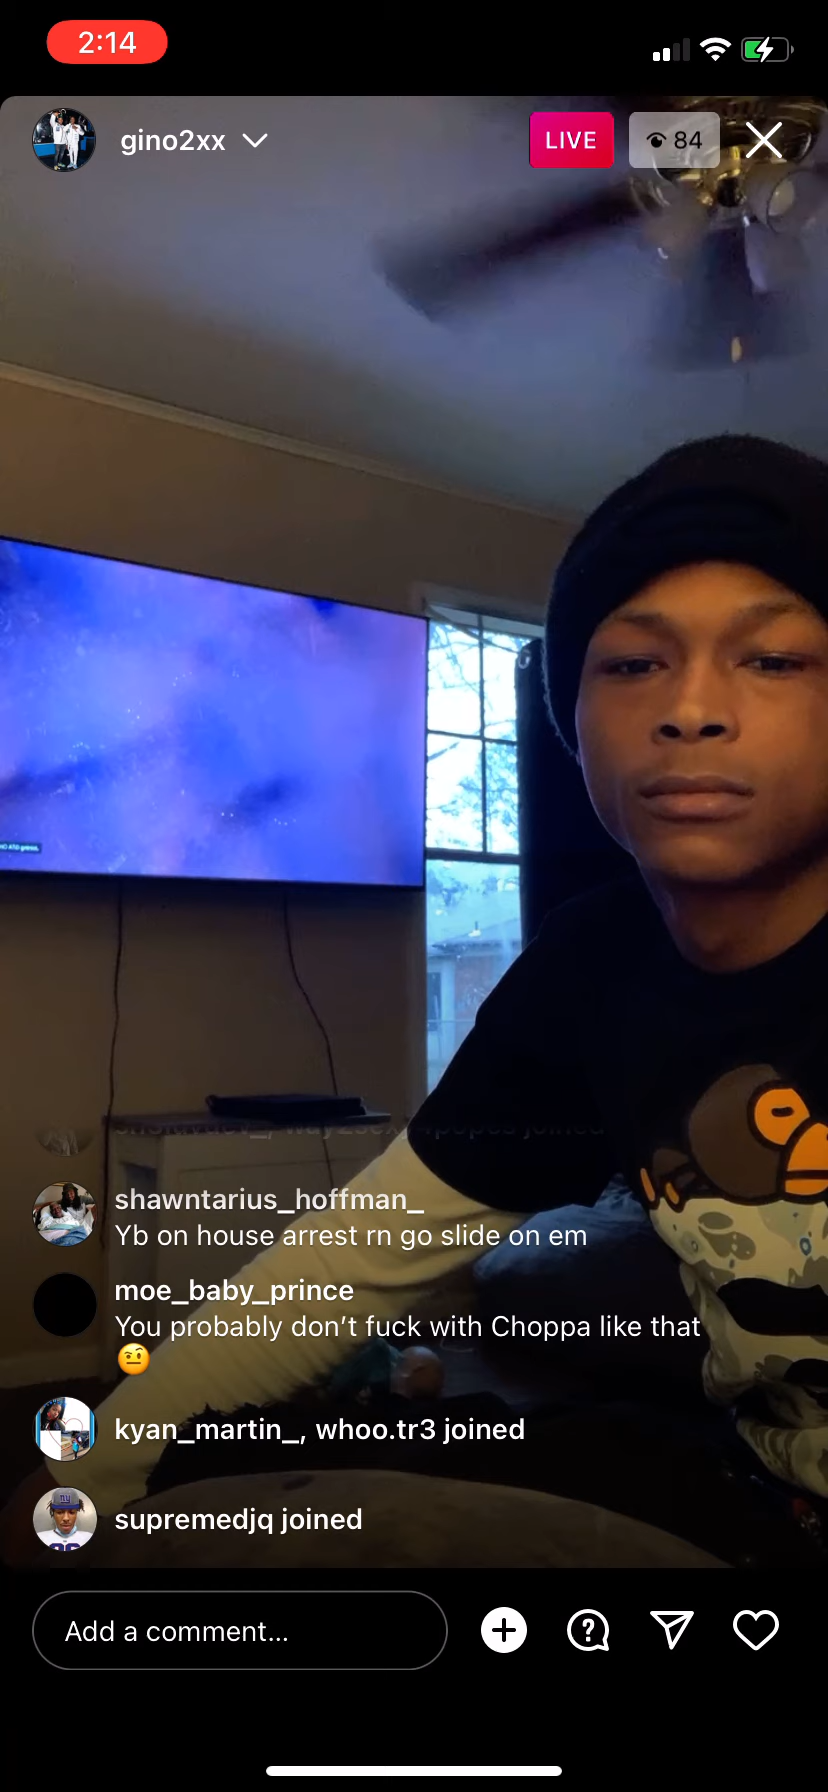 2:14
gino2xx
LIVE
84
joined
shawntarius_hoffman_
Yb on house arrest rn go slide on em
moe_baby_prince
You probably don’t fuck with Choppa like that
🤨
kyan_martin_, whoo.tr3 joined
supremedjq joined
Add a comment...